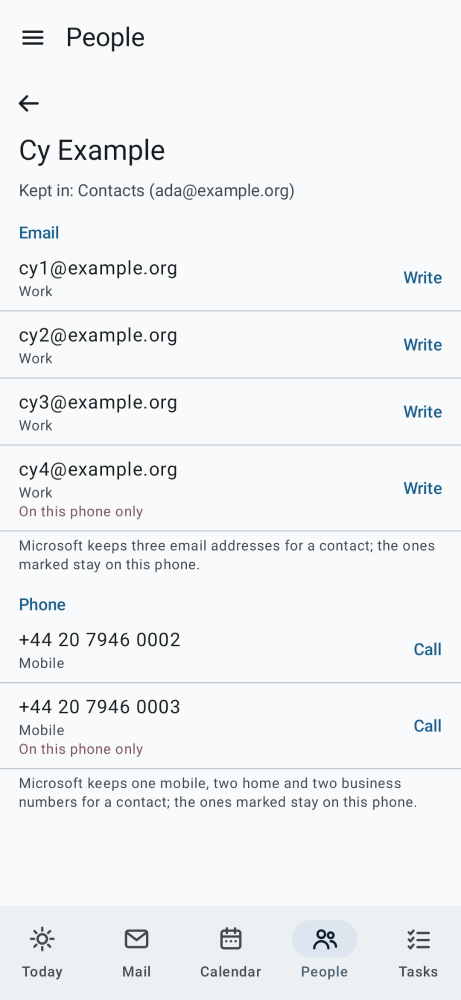 People
Cy Example
Kept in: Contacts (ada@example.org)
Email
cy1@example.org
Work
Write
cy2@example.org
Work
Write
cy3@example.org
Work
Write
cy4@example.org
Work
On this phone only
Write
Microsoft keeps three email addresses for a contact; the ones
marked stay on this phone.
Phone
+44 20 7946 0002
Mobile
Call
+44 20 7946 0003
Mobile
On this phone only
Call
Microsoft keeps one mobile, two home and two business
numbers for a contact; the ones marked stay on this phone.
Today
Mail
Calendar
People
Tasks